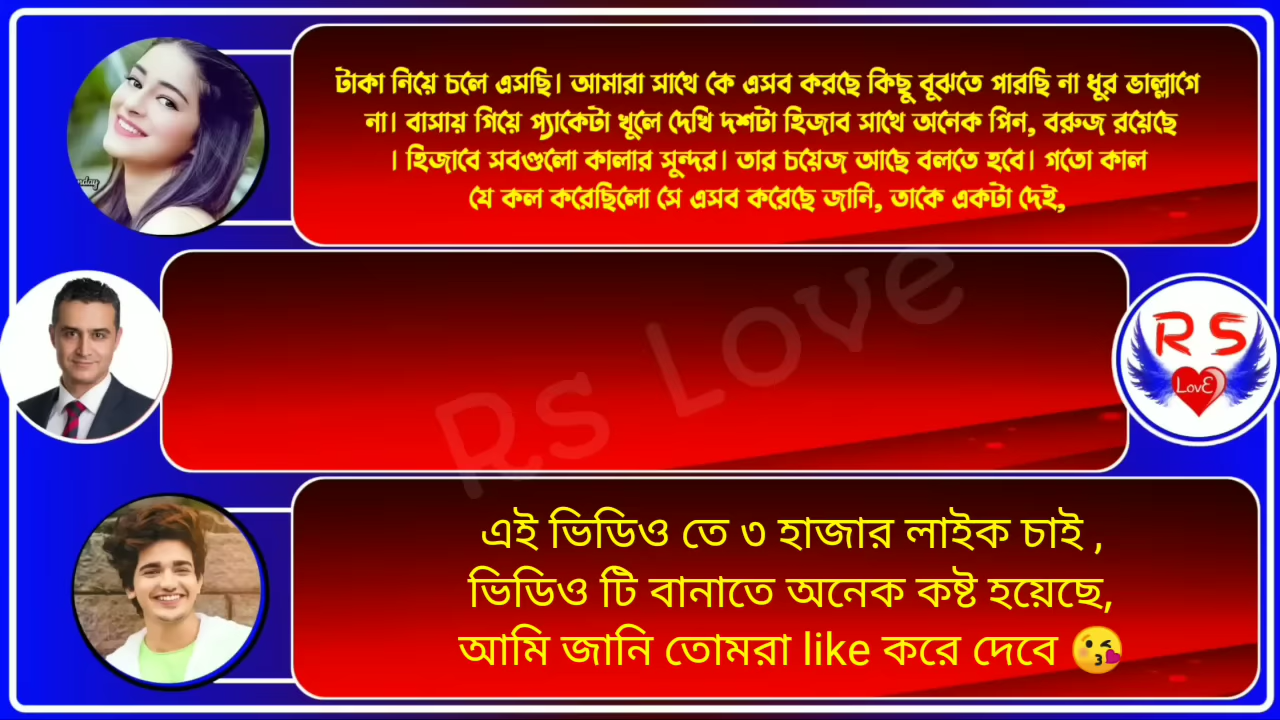 টাকা নিয়ে চলে এসছি। আমারা সাথে কে এসব করছে কিছু বুঝতে পারছি না ধুর ভাল্লাগে
না। বাসায় গিয়ে প্যাকেটা খুলে দেখি দশটা হিজাব সাথে অনেক পিন, বরুজ রয়েছে
। হিজাবে সবগুলো কালার সুন্দর। তার চয়েজ আছে বলতে হবে। গতো কাল
যে কল করেছিলো সে এসব করেছে জানি, তাকে একটা দেই,
Rs Love
R S
LovE
এই ভিডিও তে ৩ হাজার লাইক চাই ,
ভিডিও টি বানাতে অনেক কষ্ট হয়েছে,
আমি জানি তোমরা like করে দেবে 😘